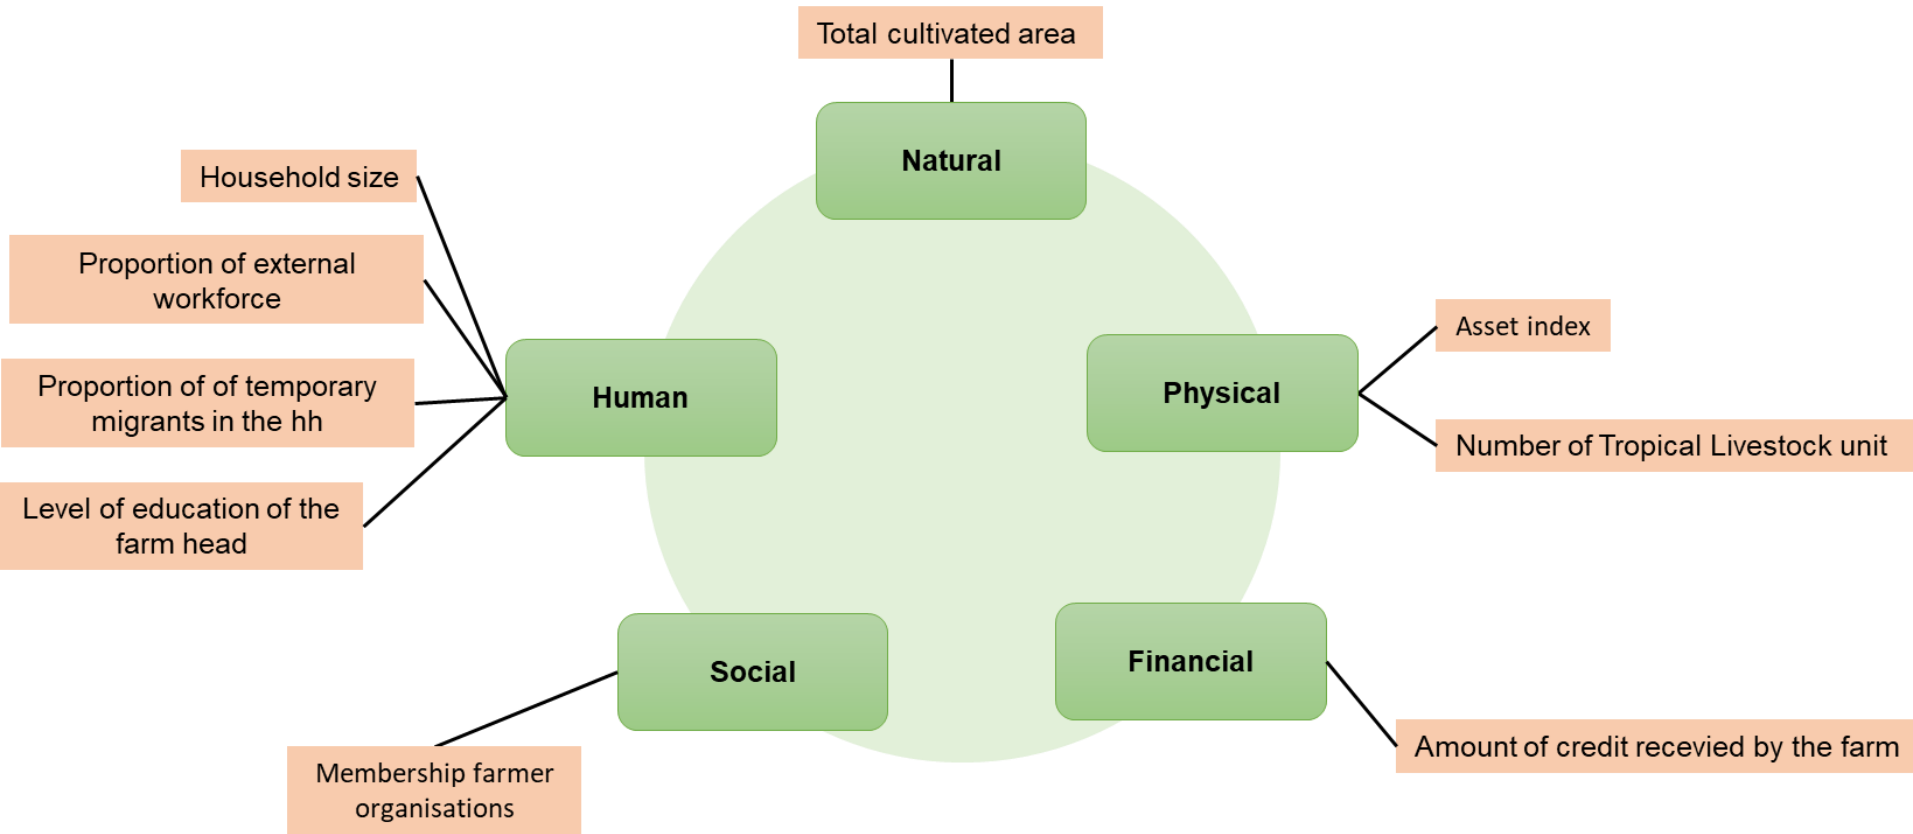 Total cultivated area
Natural
Household size
Proportion of external
workforce
Proportion of of temporary
migrants in the hh
Level of education of the
farm head
Human
Physical
Asset index
Number of Tropical Livestock unit
Social
Membership farmer
organisations
Financial
Amount of credit recevied by the farm